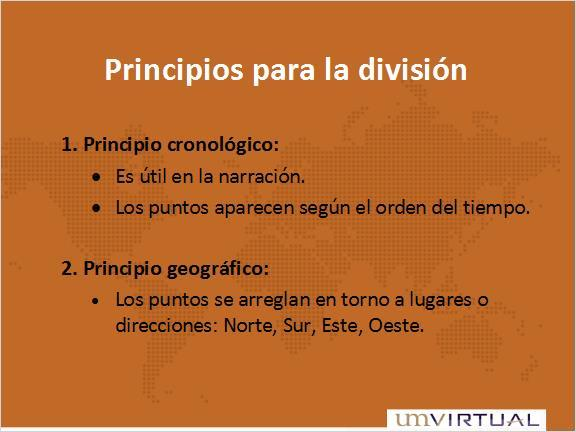 Principios para la división
1. Principio cronológico:
• Es útil en la narración.
• Los puntos aparecen según el orden del tiempo.
2. Principio geográfico:
• Los puntos se arreglan en torno a lugares o
direcciones: Norte, Sur, Este, Oeste.
UMVIRTUAL